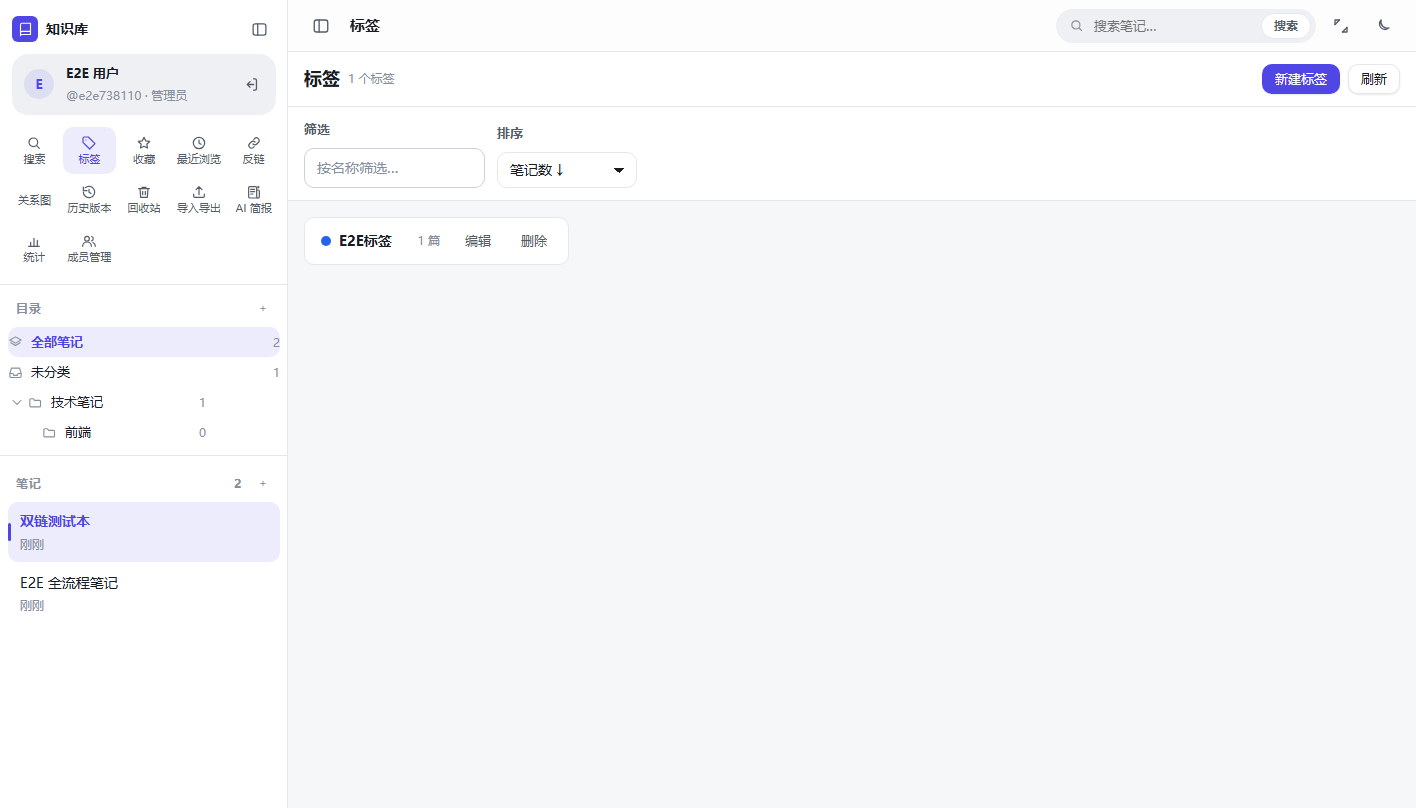 知识库
E
E2E 用户
@e2e738110 · 管理员
搜索
标签
收藏
最近浏览
反链
关系图
历史版本
回收站
导入导出
AI 简报
统计
成员管理
目录
+
全部笔记 2
未分类 1
技术笔记 1
前端 0
笔记 2 +
双链测试本
刚刚
E2E 全流程笔记
刚刚
标签
搜索笔记...
搜索
标签 1 个标签
新建标签
刷新
筛选
按名称筛选...
排序
笔记数 ↓
E2E标签 1 篇 编辑 删除